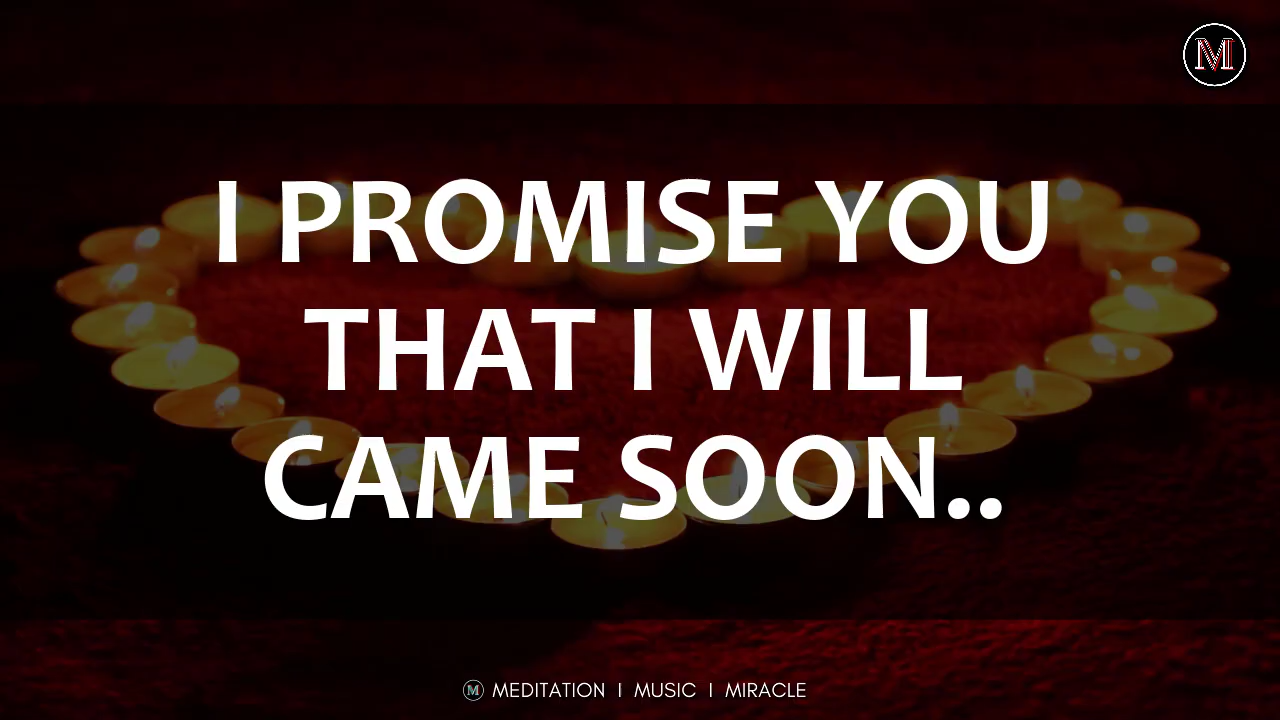 M
I PROMISE YOU
THAT I WILL
CAME SOON..
M MEDITATION I MUSIC I MIRACLE